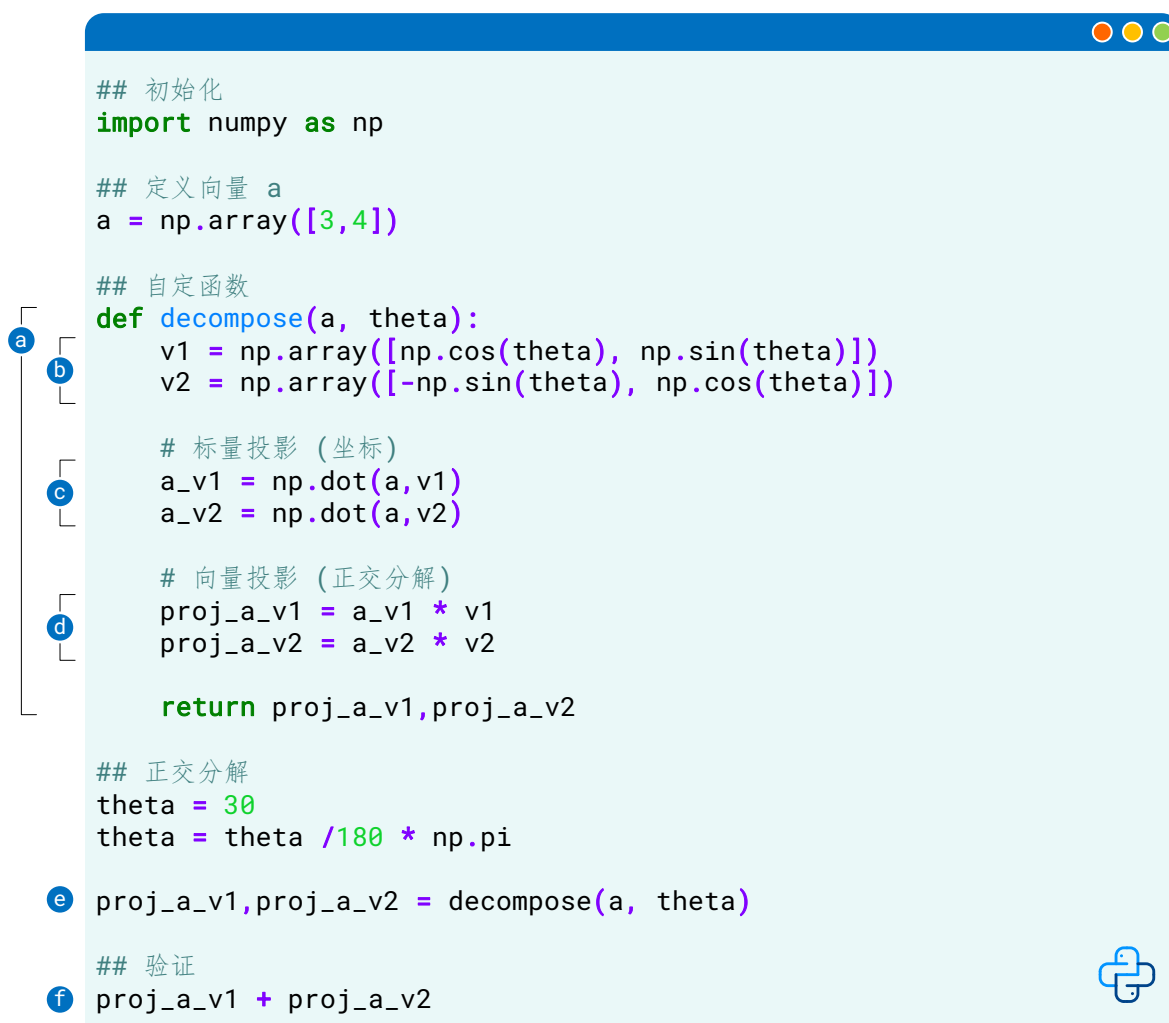 ## 初始化
import numpy as np
## 定义向量 a
a = np.array([3,4])
## 自定函数
a
def decompose(a, theta):
b
v1 = np.array([np.cos(theta), np.sin(theta)])
v2 = np.array([-np.sin(theta), np.cos(theta)])
# 标量投影 (坐标)
c
a_v1 = np.dot(a,v1)
a_v2 = np.dot(a,v2)
# 向量投影 (正交分解)
d
proj_a_v1 = a_v1 * v1
proj_a_v2 = a_v2 * v2
return proj_a_v1,proj_a_v2
## 正交分解
theta = 30
theta = theta /180 * np.pi
e proj_a_v1,proj_a_v2 = decompose(a, theta)
## 验证
f proj_a_v1 + proj_a_v2